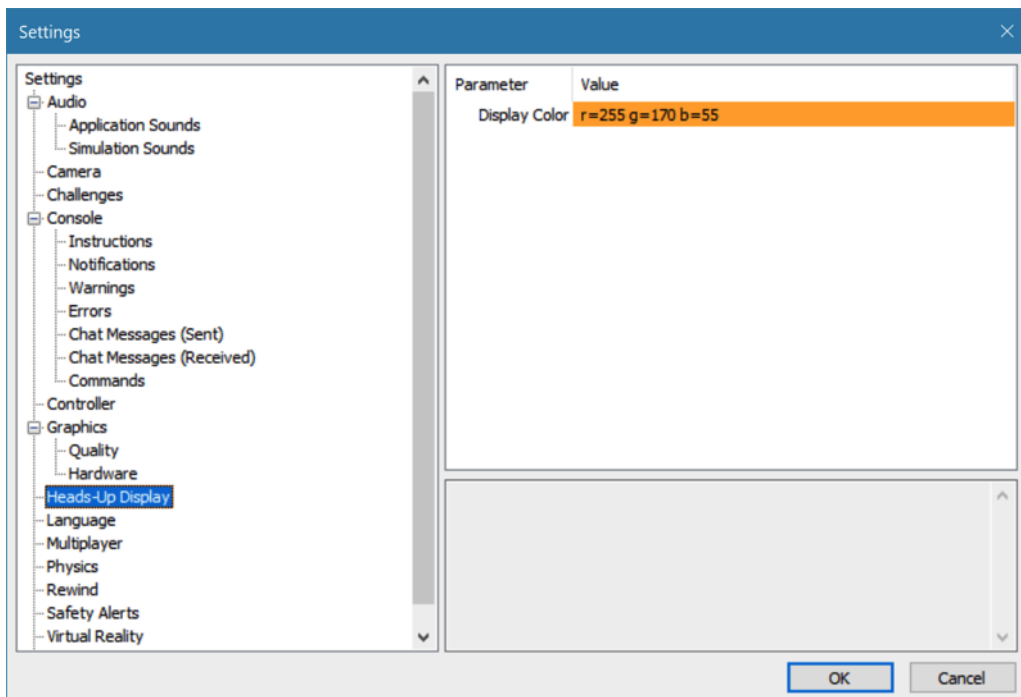 Settings
Settings
Audio
Application Sounds
Simulation Sounds
Camera
Challenges
Console
Instructions
Notifications
Warnings
Errors
Chat Messages (Sent)
Chat Messages (Received)
Commands
Controller
Graphics
Quality
Hardware
Heads-Up Display
Language
Multiplayer
Physics
Rewind
Safety Alerts
Virtual Reality
Parameter Value
Display Color r=255 g=170 b=55
OK Cancel